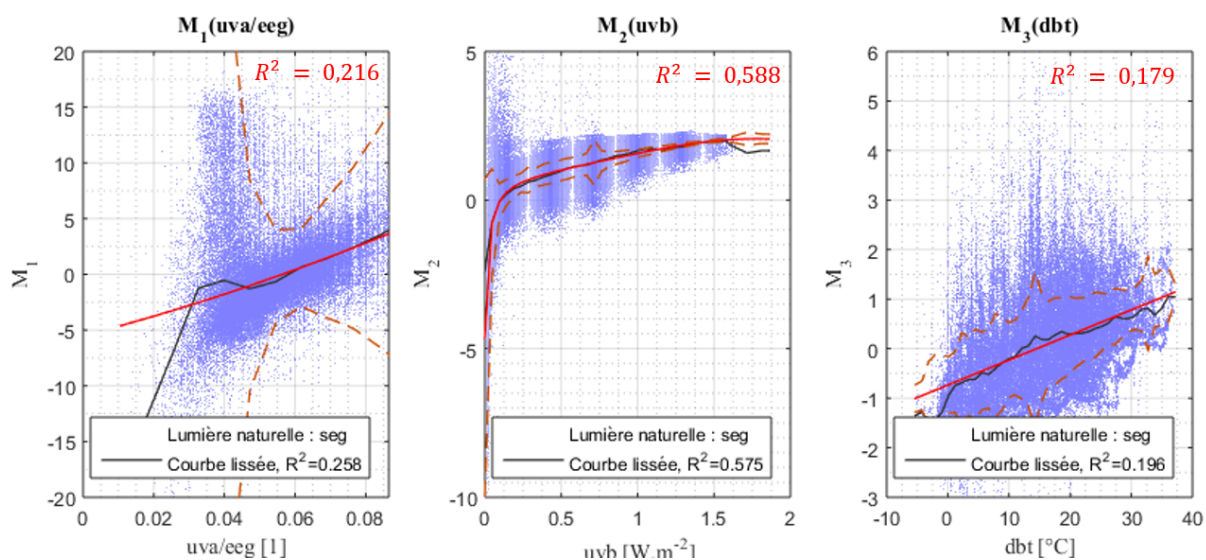 M1(uva/eeg)
R² = 0,216
M1
20
15
10
5
0
-5
-10
-15
-20
Lumière naturelle : seg
Courbe lissée, R²=0.258
0 0.02 0.04 0.06 0.08
uva/eeg [1]
M2(uvb)
R² = 0,588
M2
5
0
-5
-10
Lumière naturelle : seg
Courbe lissée, R²=0.575
0 0.5 1 1.5 2
uvb [W.m⁻²]
M3(dbt)
R² = 0,179
M3
6
5
4
3
2
1
0
-1
-2
-3
Lumière naturelle : seg
Courbe lissée, R²=0.196
-10 0 10 20 30 40
dbt [°C]